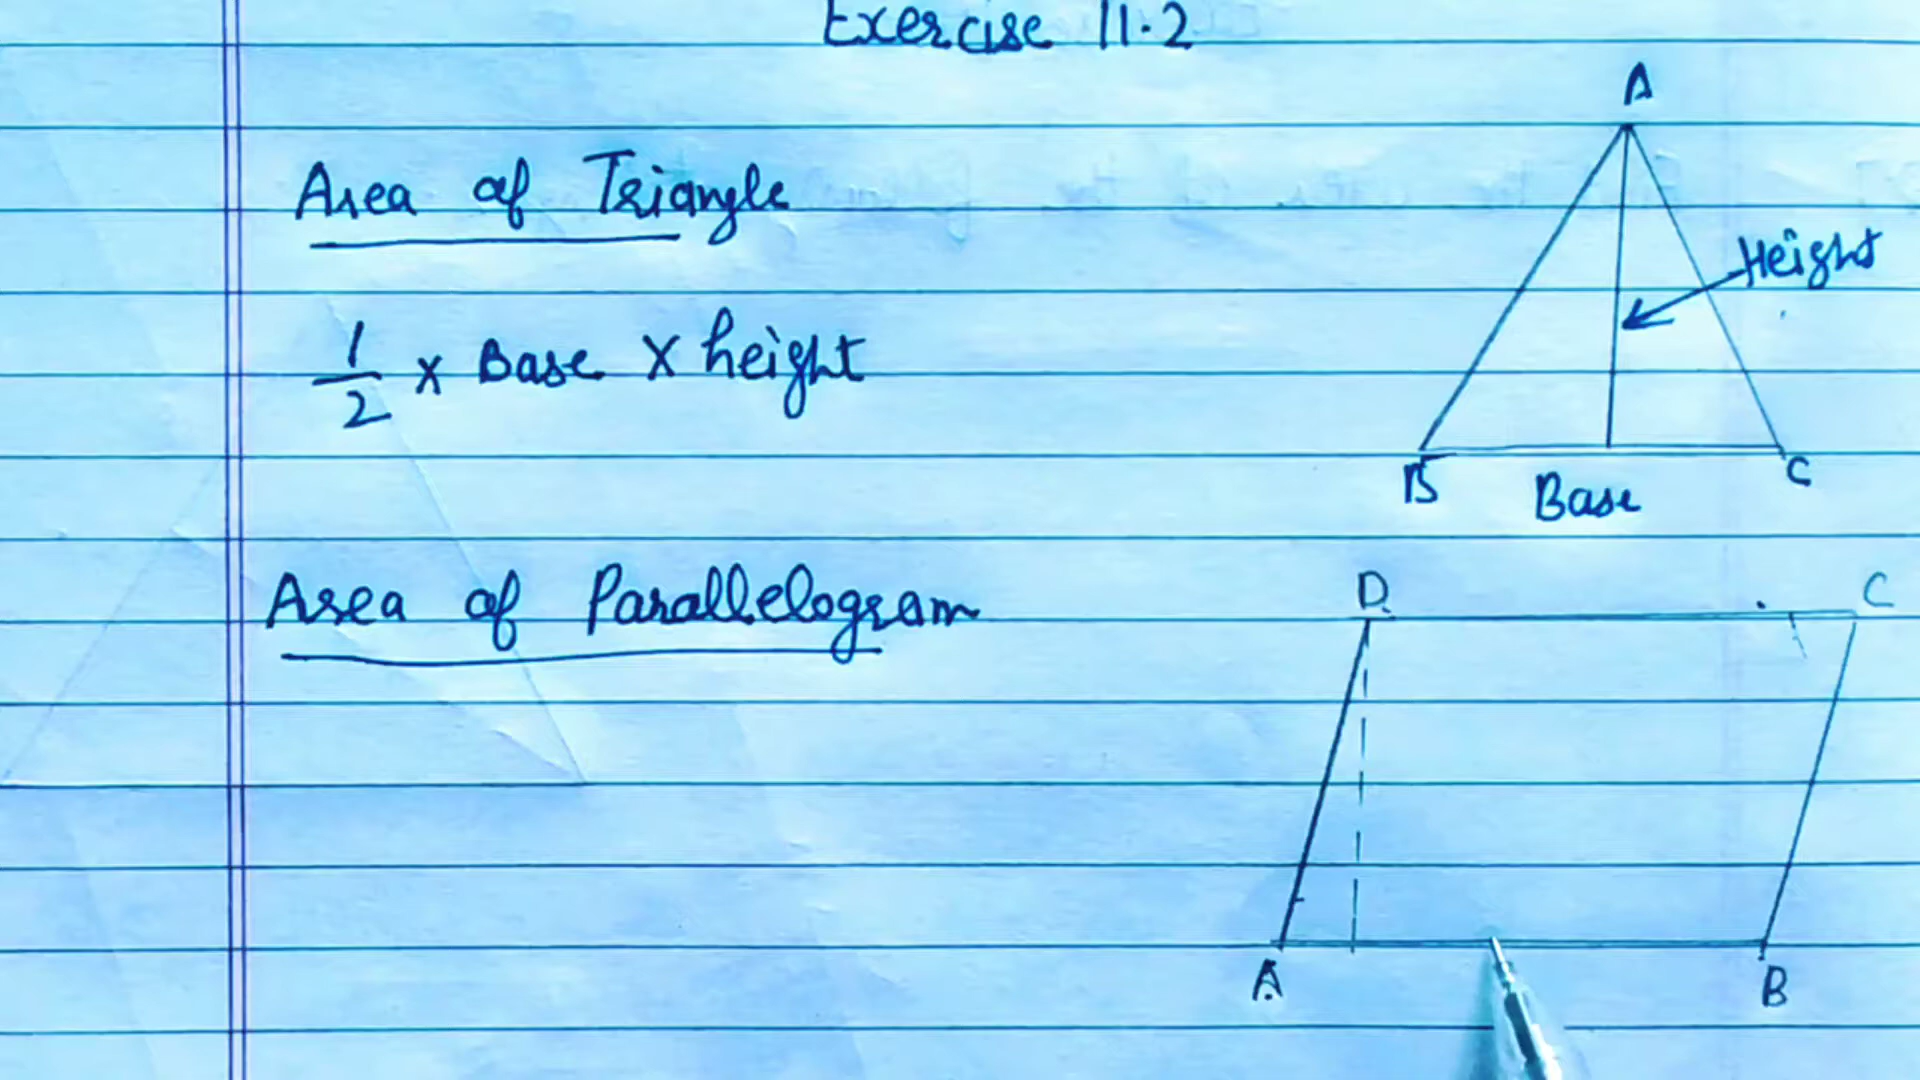 Exercise 11.2
A
Area of Triangle
Height
1/2 x Base x height
B C
Base
D C
Area of Parallelogram
A B